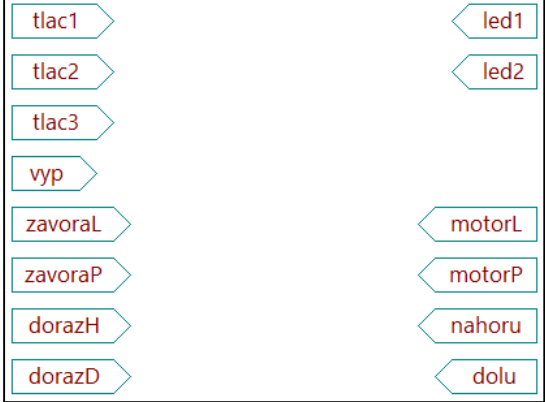 tlac1 led1
tlac2 led2
tlac3
vyp
zavoraL motorL
zavoraP motorP
dorazH nahoru
dorazD dolu